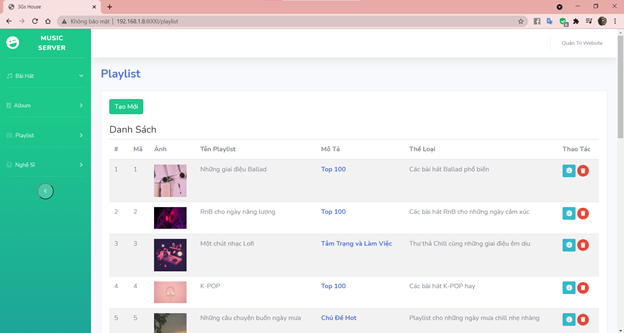 3Gs House
Không bảo mật | 192.168.1.8:8000/playlist
MUSIC
SERVER
Quản Trị Website
Bài Hát
Album
Playlist
Nghệ Sĩ
Playlist
Tạo Mới
Danh Sách
# Mã Ảnh Tên Playlist Mô Tả Thể Loại Thao Tác
1 1 Những giai điệu Ballad Top 100 Các bài hát Ballad phổ biến
2 2 RnB cho ngày năng lượng Top 100 Các bài hát RnB cho những ngày cảm xúc
3 3 Một chút nhạc Lofi Tâm Trạng và Làm Việc Thư thả Chill cùng những giai điệu êm dịu
4 4 K-POP Top 100 Các bài hát K-POP hay
5 5 Những câu chuyện buồn ngày mưa Chủ Đề Hot Playlist cho những ngày mưa chill nhẹ nhàng